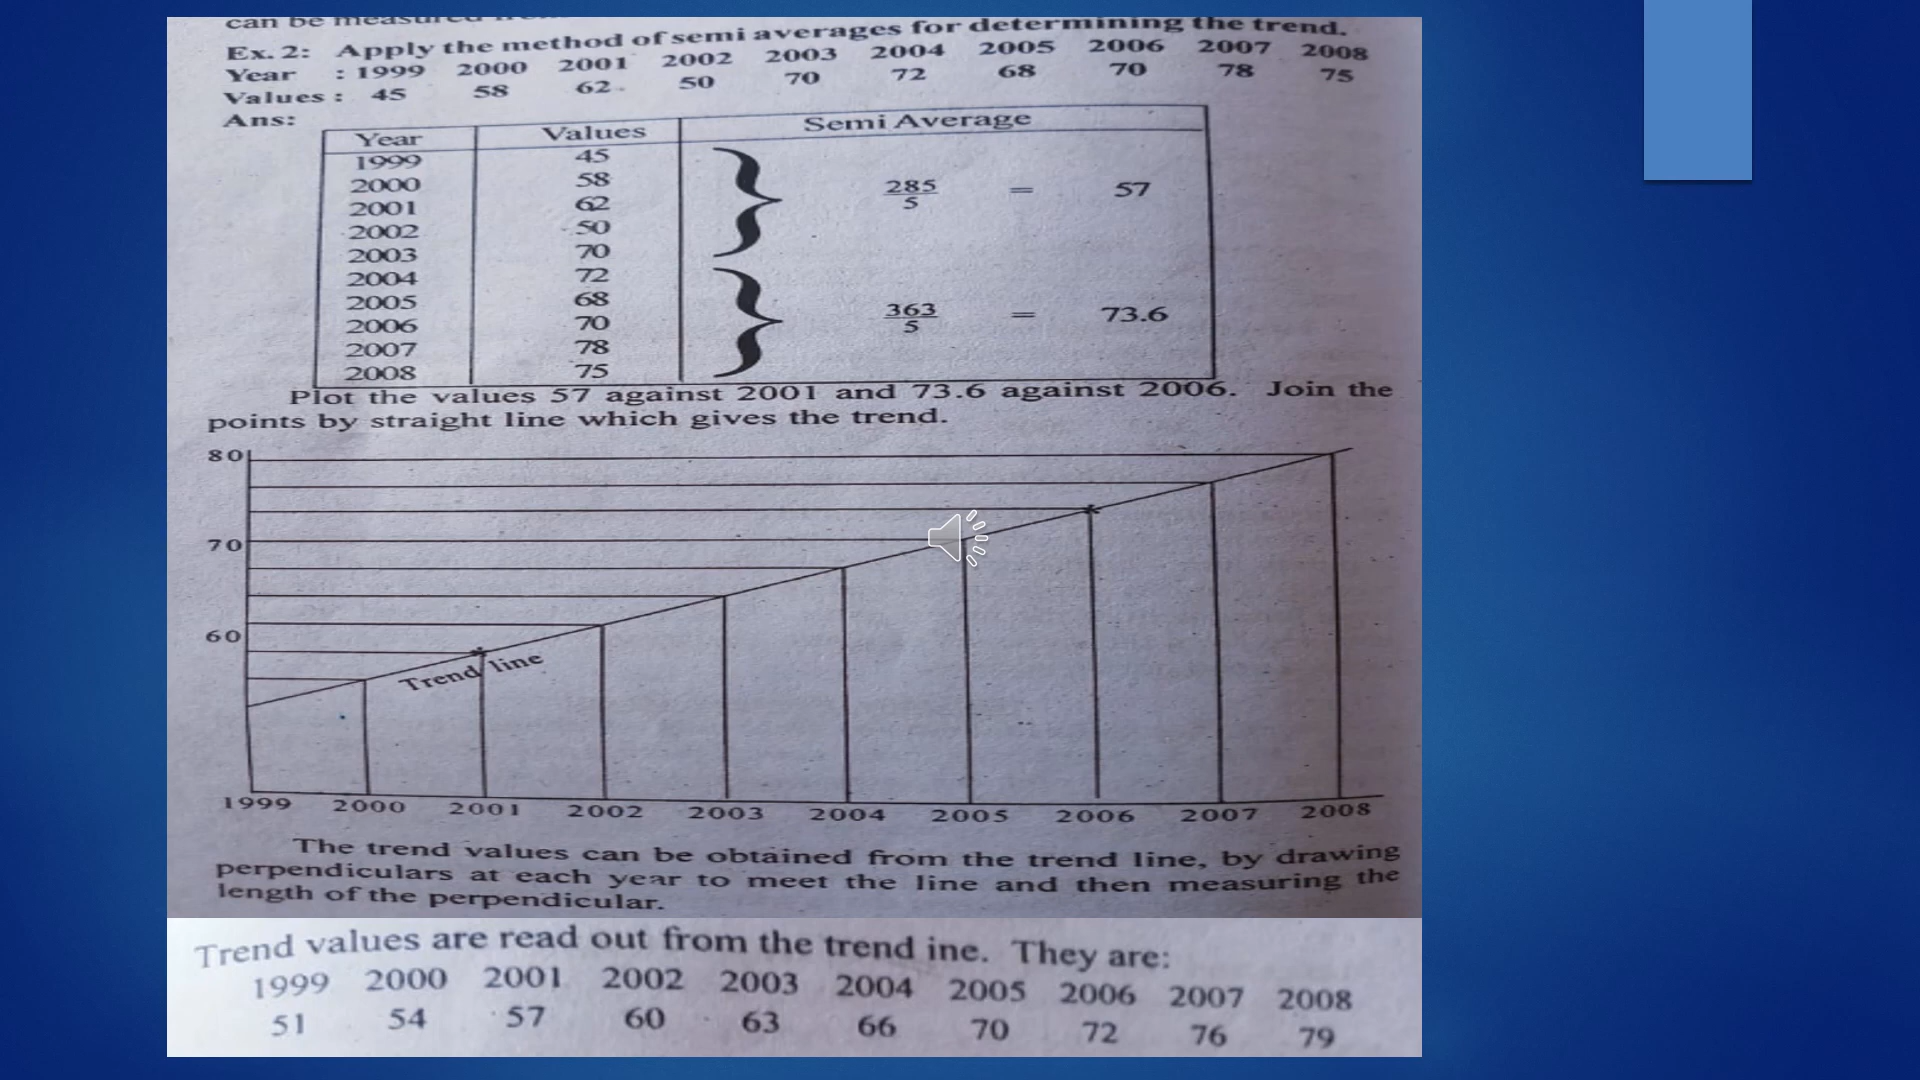 Ex. 2: Apply the method of semi averages for determining the trend.
Year : 1999 2000 2001 2002 2003 2004 2005 2006 2007 2008
Values : 45 58 62 50 70 72 68 70 78 75
Ans:
Year Values Semi Average
1999 45
2000 58 285/5 = 57
2001 62
2002 50
2003 70
2004 72
2005 68
2006 70 363/5 = 73.6
2007 78
2008 75
Plot the values 57 against 2001 and 73.6 against 2006. Join the
points by straight line which gives the trend.
80
70
60
Trend line
1999 2000 2001 2002 2003 2004 2005 2006 2007 2008
The trend values can be obtained from the trend line, by drawing
perpendiculars at each year to meet the line and then measuring the
length of the perpendicular.
Trend values are read out from the trend ine. They are:
1999 2000 2001 2002 2003 2004 2005 2006 2007 2008
51 54 57 60 63 66 70 72 76 79